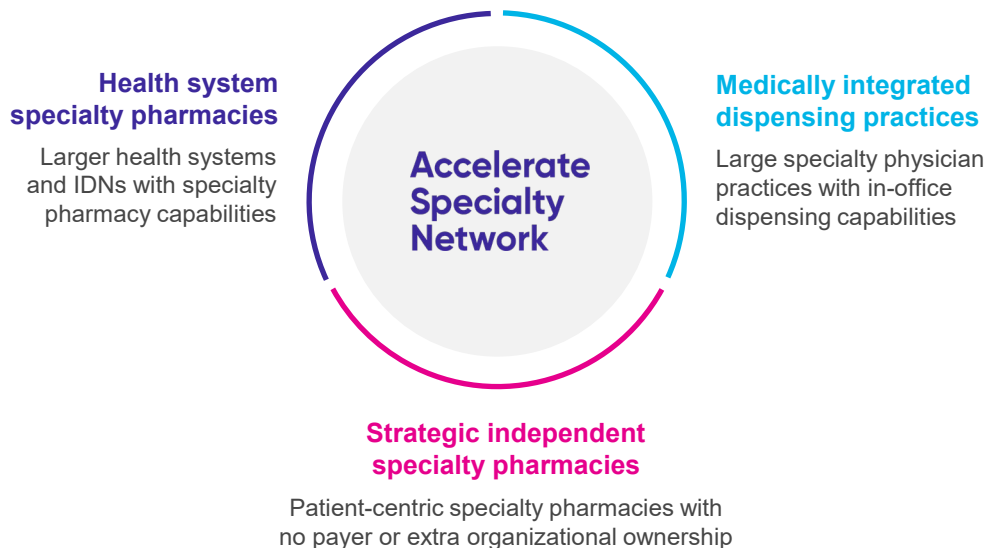 Health system
specialty pharmacies
Larger health systems
and IDNs with specialty
pharmacy capabilities
Accelerate
Specialty
Network
Medically integrated
dispensing practices
Large specialty physician
practices with in-office
dispensing capabilities
Strategic independent
specialty pharmacies
Patient-centric specialty pharmacies with
no payer or extra organizational ownership